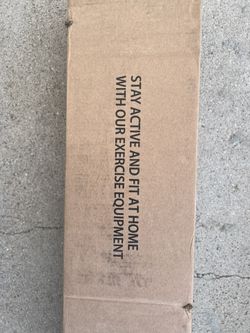 STAY ACTIVE AND FIT AT HOME
WITH OUR EXERCISE EQUIPMENT